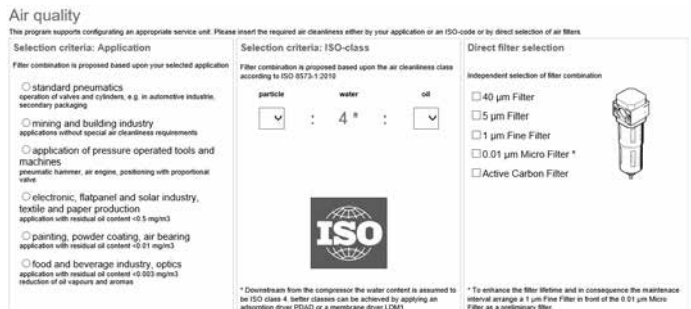 Air quality
This program supports configurating an appropriate service unit. Please insert the required air cleanliness either by your application or an ISO-code or by direct selection of air filters
Selection criteria: Application
Filter combination is proposed based upon your selected application
standard pneumatics
operation of valves and cylinders, e.g. in automotive industrie,
secondary packaging
mining and building industry
applications without special air cleanliness requirements
application of pressure operated tools and
machines
pneumatic hammer, air engine, positioning with proportional
valve
electronic, flatpanel and solar industry,
textile and paper production
application with residual oil content <0.5 mg/m3
painting, powder coating, air bearing
application with residual oil content <0.01 mg/m3
food and beverage industry, optics
application with residual oil content <0.003 mg/m3
reduction of oil vapours and aromas
Selection criteria: ISO-class
Filter combination is proposed based upon the air cleanliness class
according to ISO 8573-1:2010
particle water oil
: 4 * :
ISO
* Downstream from the compressor the water content is assumed to
be ISO class 4. better classes can be achieved by applying an
adsorption dryer PDAD or a membrane dryer LDM1
Direct filter selection
Independent selection of filter combination
40 µm Filter
5 µm Filter
1 µm Fine Filter
0.01 µm Micro Filter *
Active Carbon Filter
* To enhance the filter lifetime and in consequence the maintenace
interval arrange a 1 µm Fine Filter in front of the 0.01 µm Micro
Filter as a preliminary filter